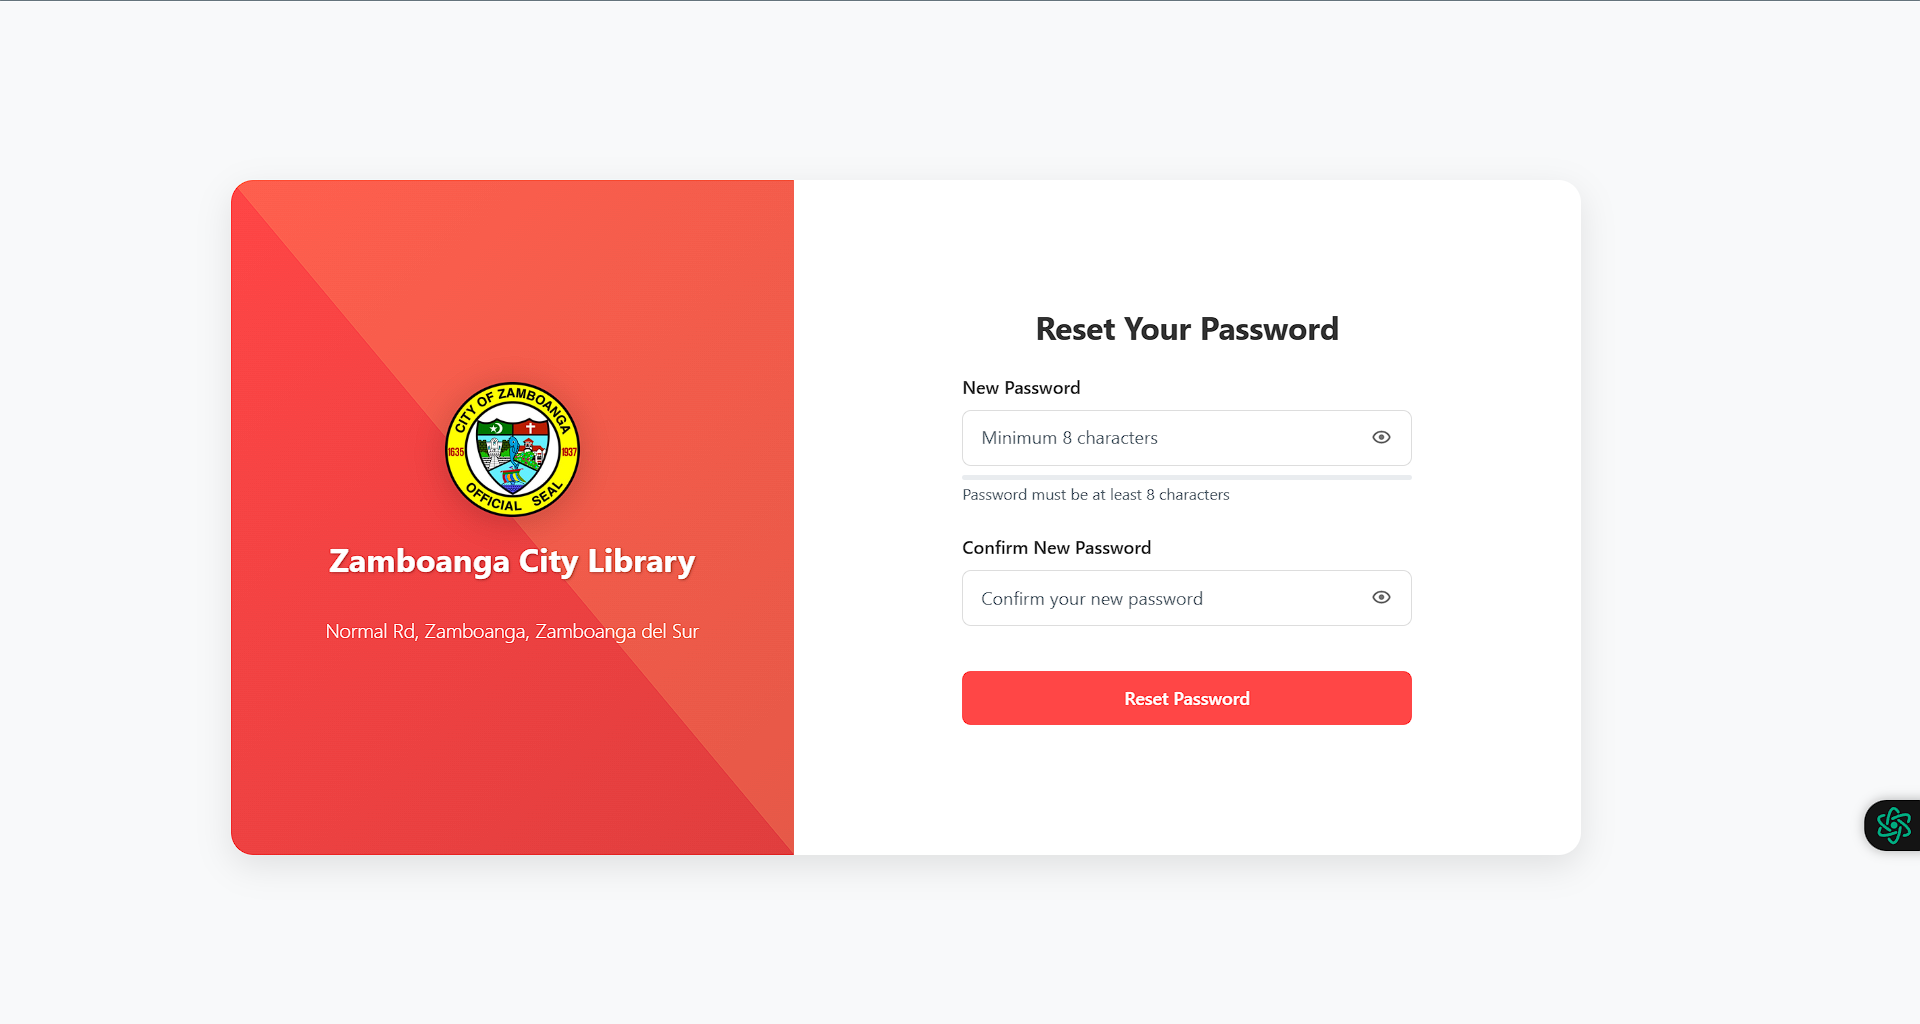 CITY OF ZAMBOANGA
1635
1937
OFFICIAL SEAL
Zamboanga City Library
Normal Rd, Zamboanga, Zamboanga del Sur
Reset Your Password
New Password
Minimum 8 characters
Password must be at least 8 characters
Confirm New Password
Confirm your new password
Reset Password